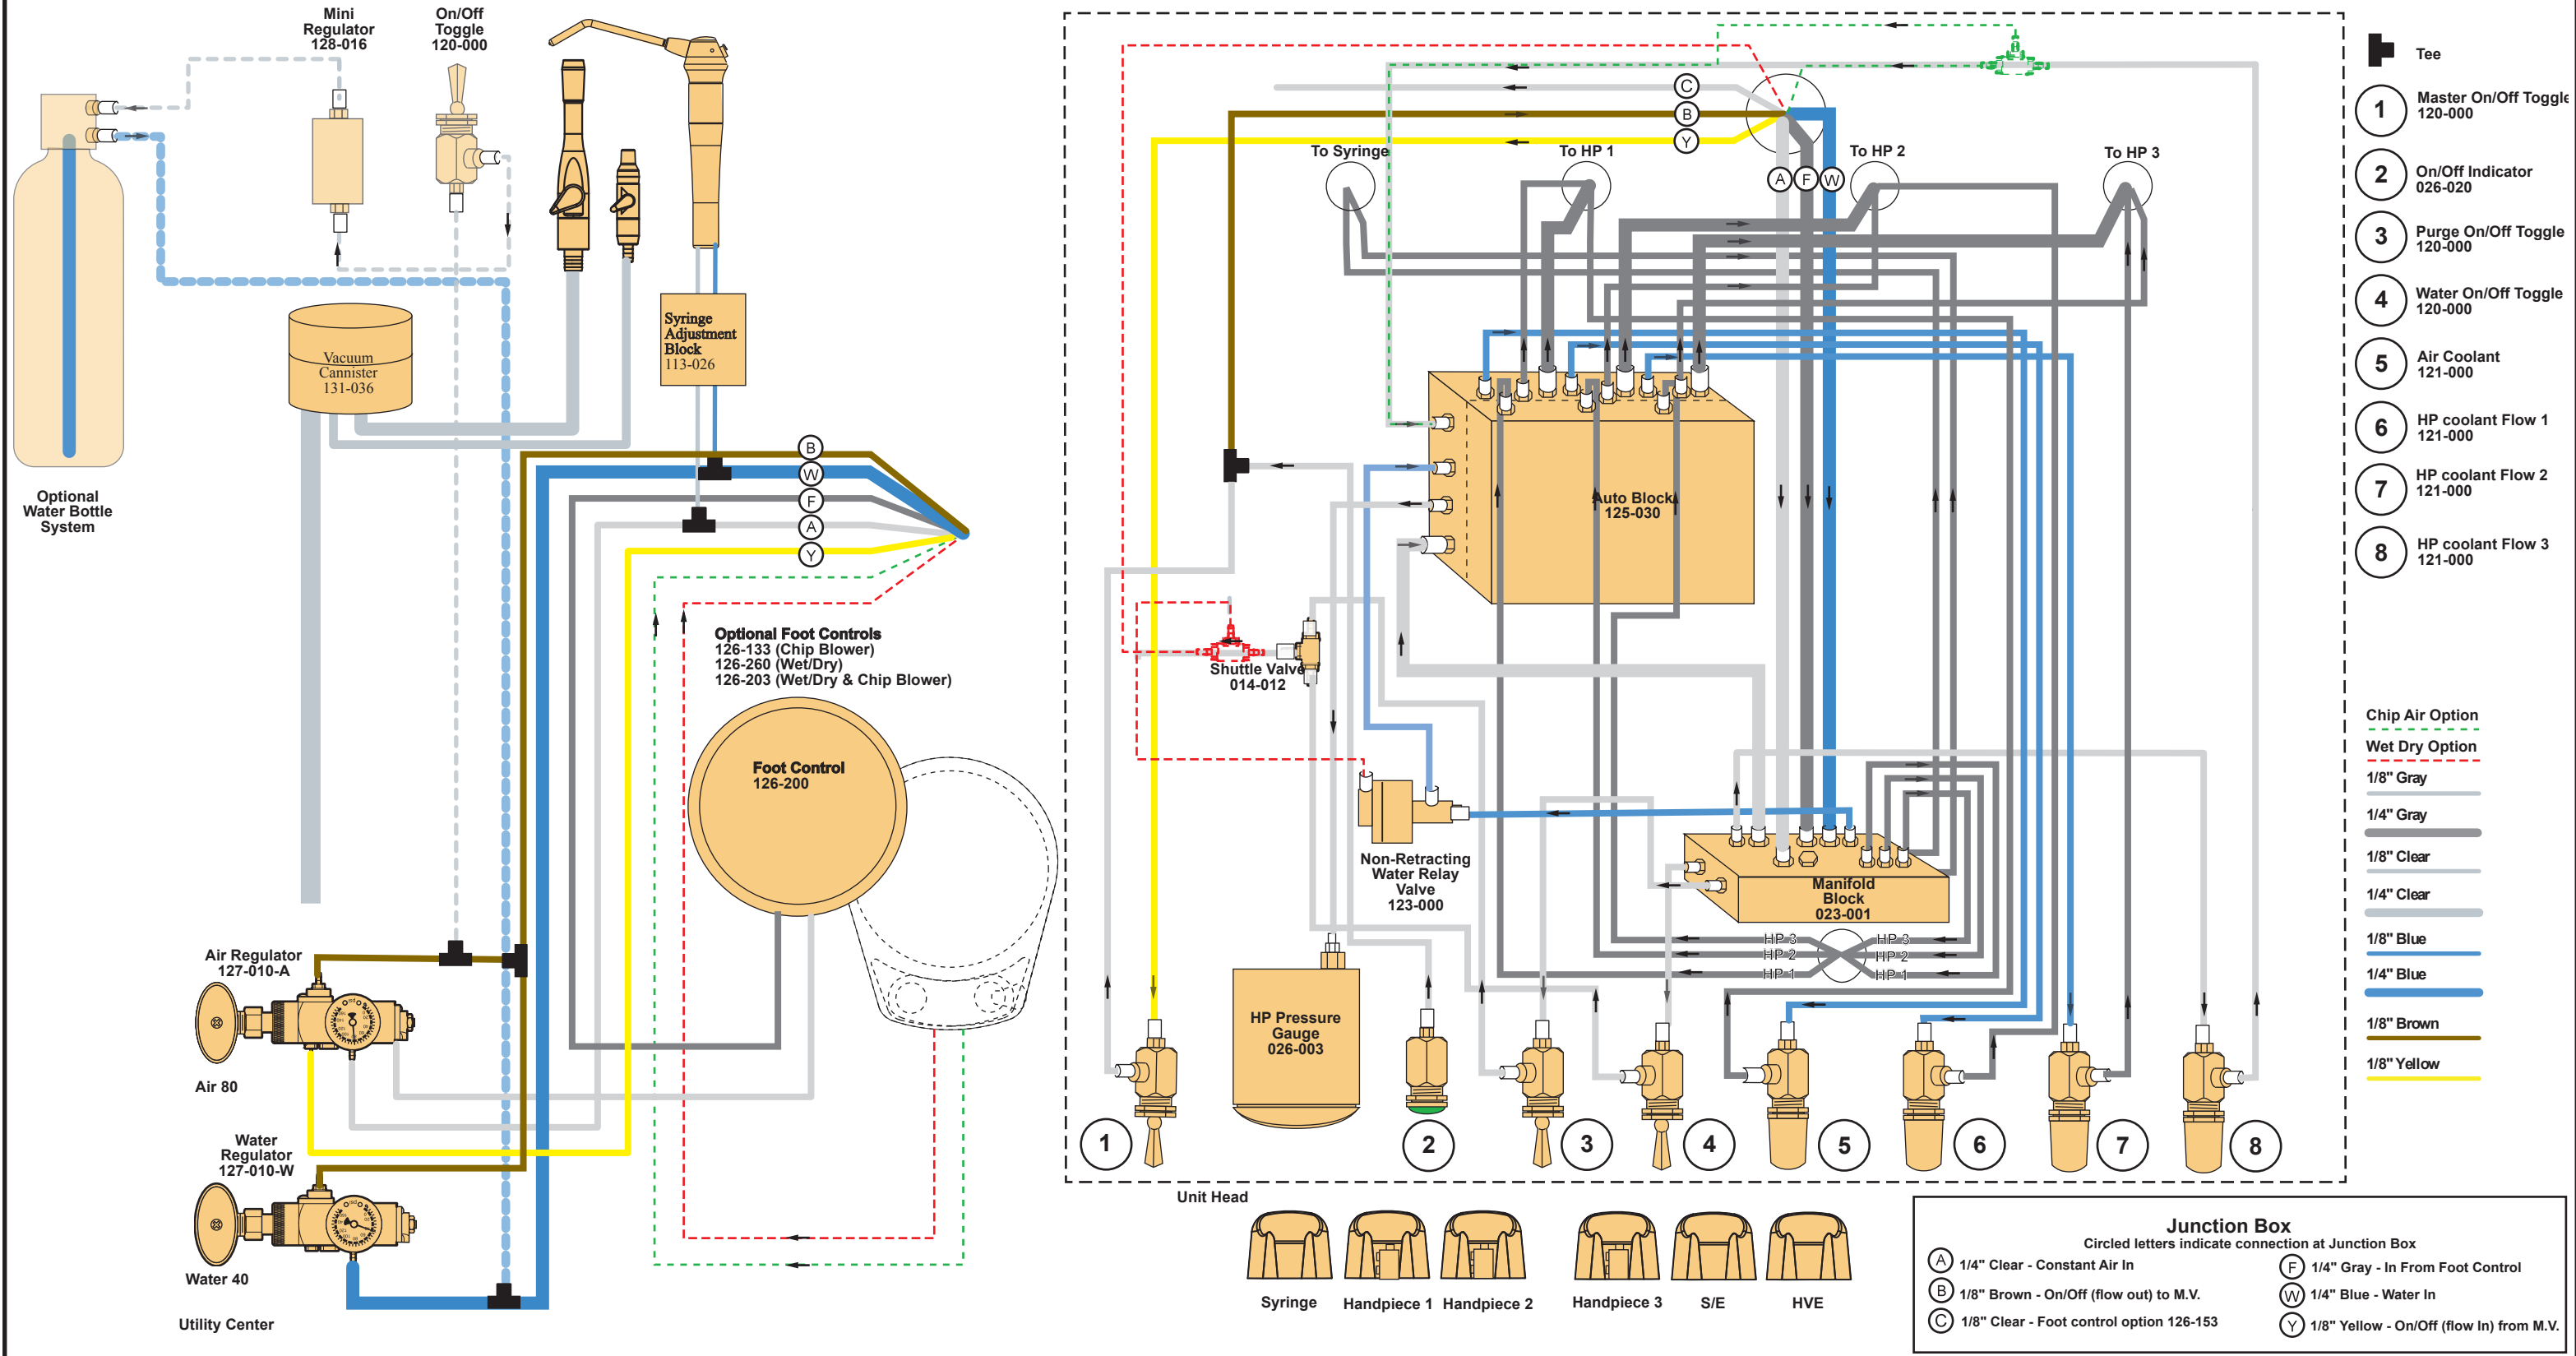 Mini
Regulator
128-016
On/Off
Toggle
120-000
Optional
Water Bottle
System
Vacuum
Cannister
131-036
Syringe
Adjustment
Block
113-026
B
W
F
A
Y
Optional Foot Controls
126-133 (Chip Blower)
126-260 (Wet/Dry)
126-203 (Wet/Dry & Chip Blower)
Foot Control
126-200
Air Regulator
127-010-A
Air 80
Water
Regulator
127-010-W
Water 40
Utility Center
C
B
Y
To Syringe
To HP 1
A
F
W
To HP 2
To HP 3
Auto Block
125-030
Shuttle Valve
014-012
Non-Retracting
Water Relay
Valve
123-000
Manifold
Block
023-001
HP 3
HP 2
HP 1
HP 3
HP 2
HP 1
HP Pressure
Gauge
026-003
1
2
3
4
5
6
7
8
Unit Head
Syringe
Handpiece 1
Handpiece 2
Handpiece 3
S/E
HVE
Tee
1
Master On/Off Toggle
120-000
2
On/Off Indicator
026-020
3
Purge On/Off Toggle
120-000
4
Water On/Off Toggle
120-000
5
Air Coolant
121-000
6
HP coolant Flow 1
121-000
7
HP coolant Flow 2
121-000
8
HP coolant Flow 3
121-000
Chip Air Option
Wet Dry Option
1/8" Gray
1/4" Gray
1/8" Clear
1/4" Clear
1/8" Blue
1/4" Blue
1/8" Brown
1/8" Yellow
Junction Box
Circled letters indicate connection at Junction Box
A 1/4" Clear - Constant Air In
B 1/8" Brown - On/Off (flow out) to M.V.
C 1/8" Clear - Foot control option 126-153
F 1/4" Gray - In From Foot Control
W 1/4" Blue - Water In
Y 1/8" Yellow - On/Off (flow In) from M.V.